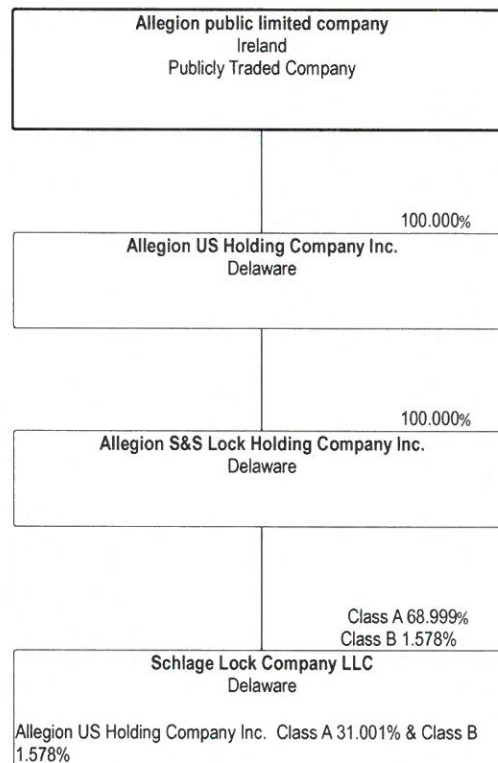 Allegion public limited company
Ireland
Publicly Traded Company
100.000%
Allegion US Holding Company Inc.
Delaware
100.000%
Allegion S&S Lock Holding Company Inc.
Delaware
Class A 68.999%
Class B 1.578%
Schlage Lock Company LLC
Delaware
Allegion US Holding Company Inc. Class A 31.001% & Class B
1.578%